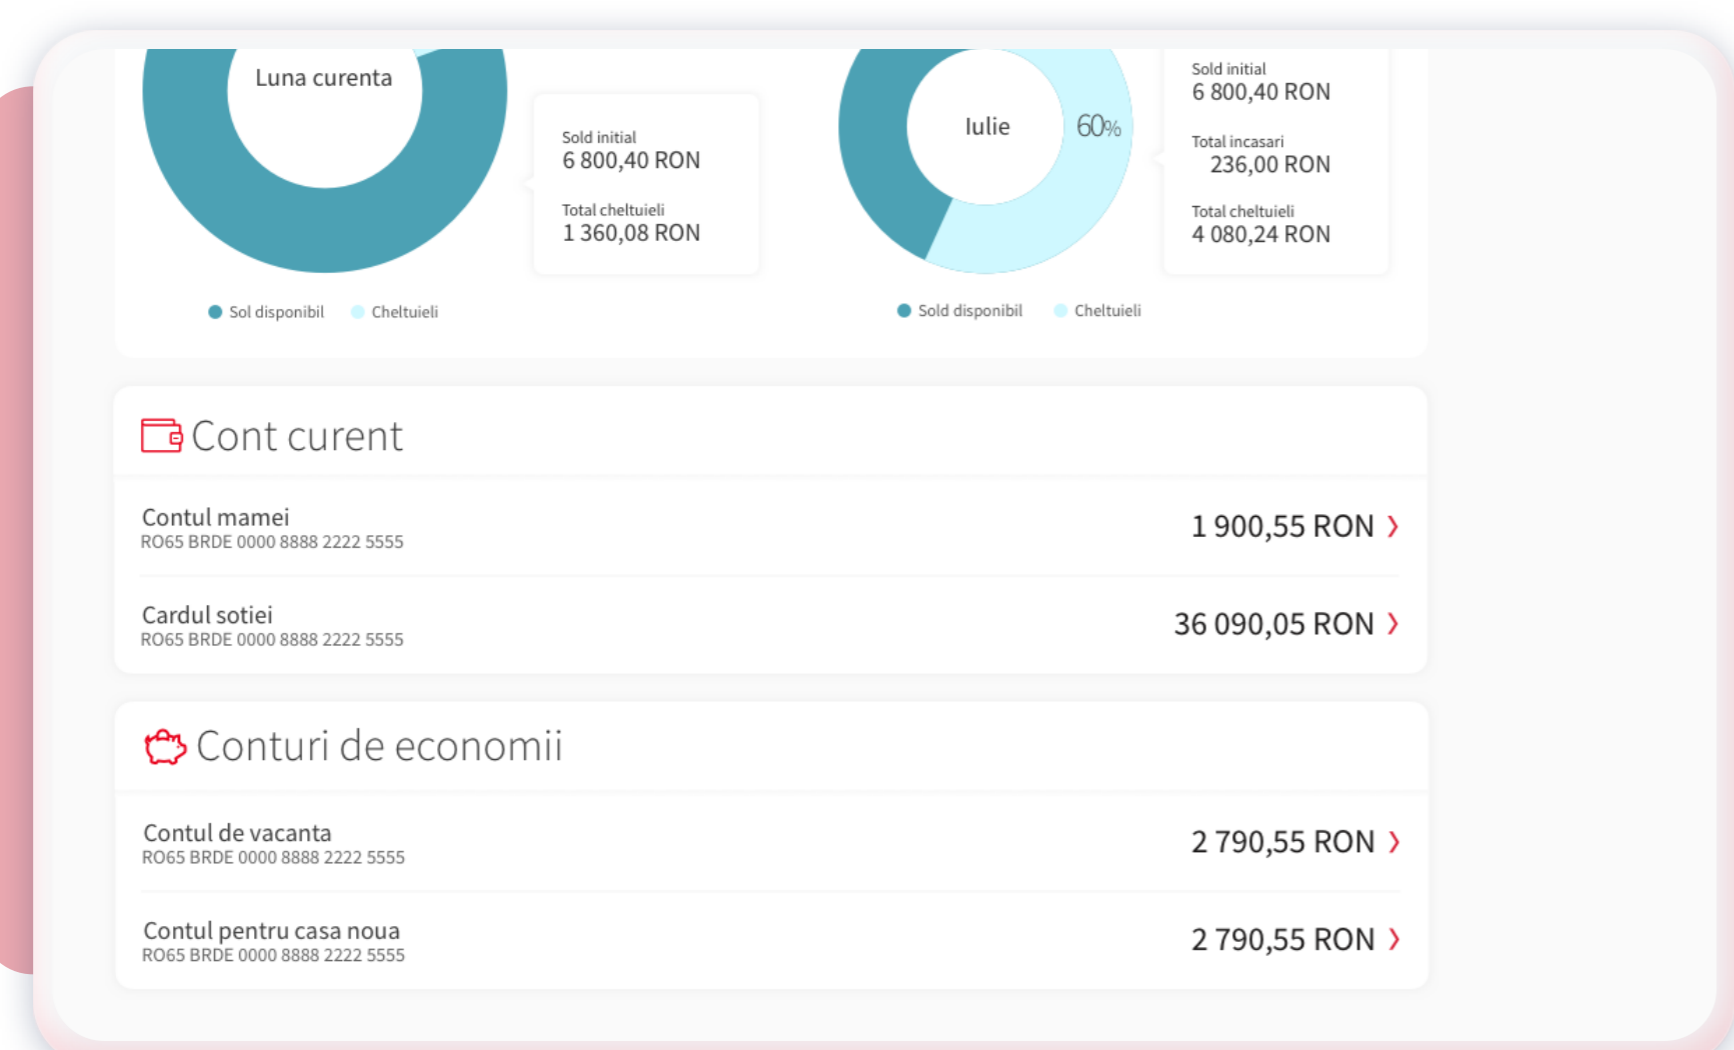 Luna curenta
Sold initial
6 800,40 RON
Total cheltuieli
1 360,08 RON
Sol disponibil
Cheltuieli
Iulie
60%
Sold initial
6 800,40 RON
Total incasari
236,00 RON
Total cheltuieli
4 080,24 RON
Sold disponibil
Cheltuieli
Cont curent
Contul mamei
RO65 BRDE 0000 8888 2222 5555
1 900,55 RON
Cardul sotiei
RO65 BRDE 0000 8888 2222 5555
36 090,05 RON
Conturi de economii
Contul de vacanta
RO65 BRDE 0000 8888 2222 5555
2 790,55 RON
Contul pentru casa noua
RO65 BRDE 0000 8888 2222 5555
2 790,55 RON